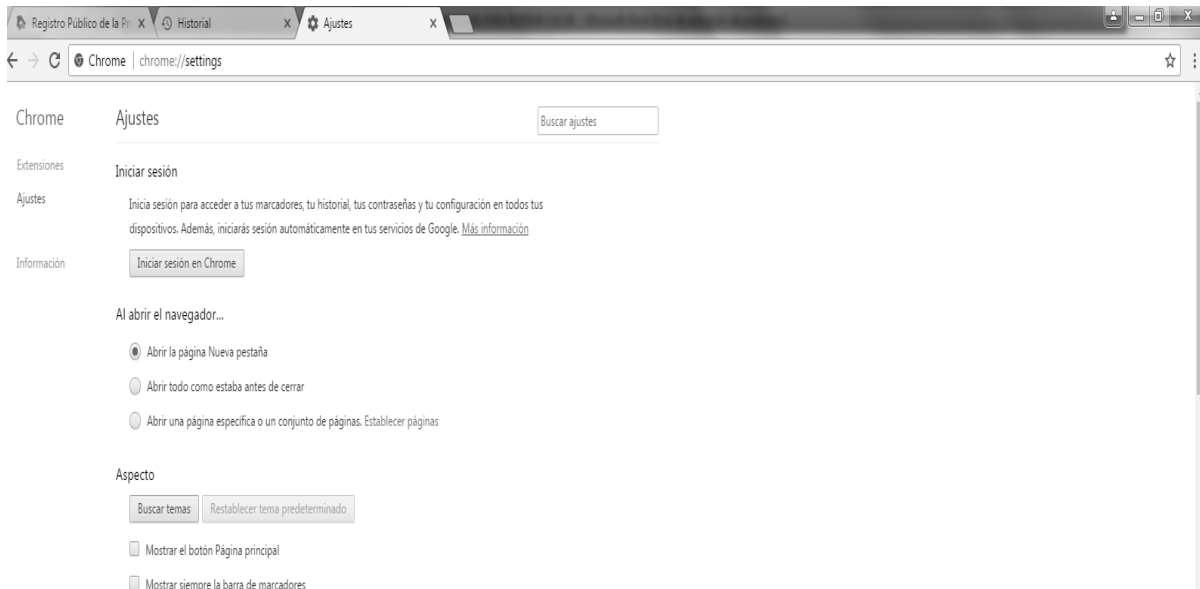 Registro Público de la Pr
Historial
Ajustes
Chrome | chrome://settings
Chrome
Ajustes
Buscar ajustes
Extensiones
Ajustes
Información
Iniciar sesión
Inicia sesión para acceder a tus marcadores, tu historial, tus contraseñas y tu configuración en todos tus
dispositivos. Además, iniciarás sesión automáticamente en tus servicios de Google. Más información
Iniciar sesión en Chrome
Al abrir el navegador...
Abrir la página Nueva pestaña
Abrir todo como estaba antes de cerrar
Abrir una página específica o un conjunto de páginas. Establecer páginas
Aspecto
Buscar temas
Restablecer tema predeterminado
Mostrar el botón Página principal
Mostrar siempre la barra de marcadores